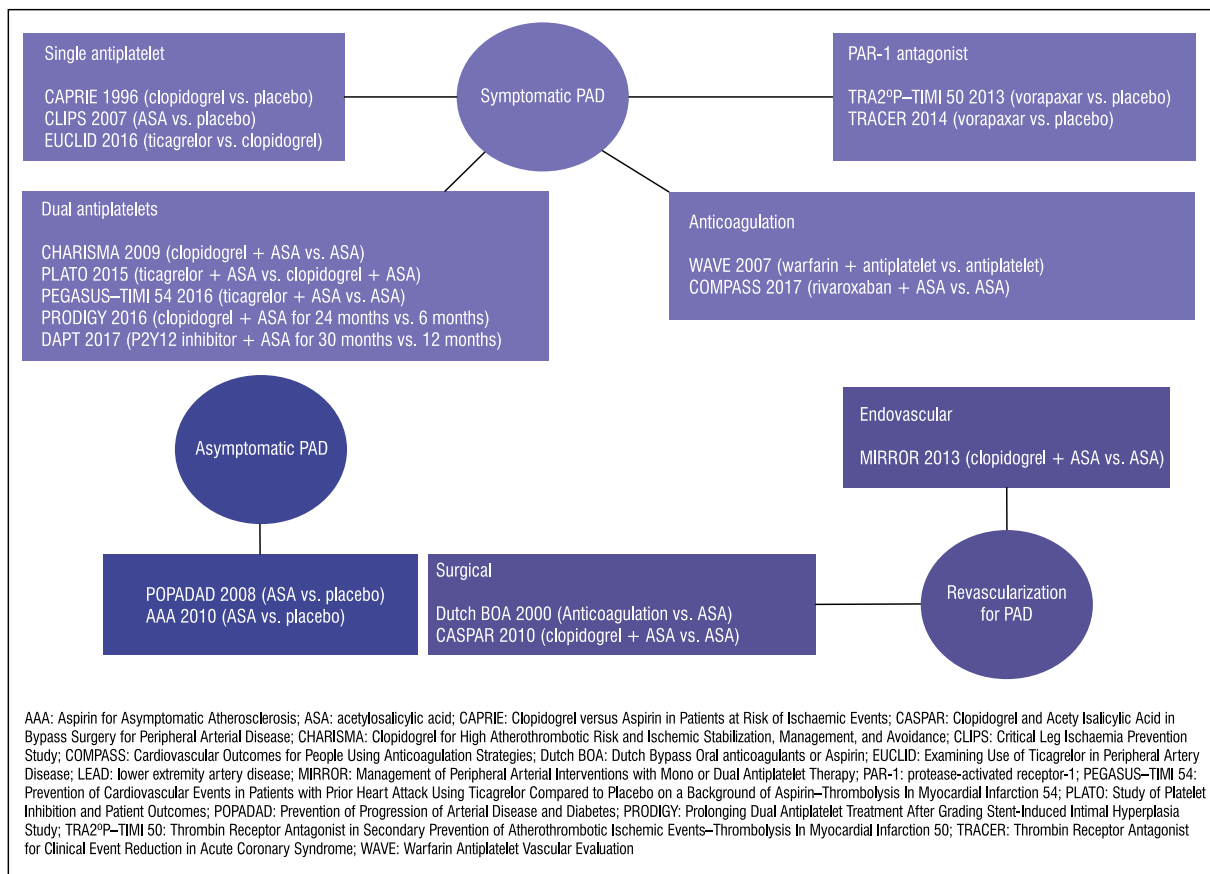 Single antiplatelet
CAPRIE 1996 (clopidogrel vs. placebo)
CLIPS 2007 (ASA vs. placebo)
EUCLID 2016 (ticagrelor vs. clopidogrel)
Symptomatic PAD
PAR-1 antagonist
TRA2ºP–TIMI 50 2013 (vorapaxar vs. placebo)
TRACER 2014 (vorapaxar vs. placebo)
Dual antiplatelets
CHARISMA 2009 (clopidogrel + ASA vs. ASA)
PLATO 2015 (ticagrelor + ASA vs. clopidogrel + ASA)
PEGASUS–TIMI 54 2016 (ticagrelor + ASA vs. ASA)
PRODIGY 2016 (clopidogrel + ASA for 24 months vs. 6 months)
DAPT 2017 (P2Y12 inhibitor + ASA for 30 months vs. 12 months)
Anticoagulation
WAVE 2007 (warfarin + antiplatelet vs. antiplatelet)
COMPASS 2017 (rivaroxaban + ASA vs. ASA)
Asymptomatic PAD
POPADAD 2008 (ASA vs. placebo)
AAA 2010 (ASA vs. placebo)
Endovascular
MIRROR 2013 (clopidogrel + ASA vs. ASA)
Surgical
Dutch BOA 2000 (Anticoagulation vs. ASA)
CASPAR 2010 (clopidogrel + ASA vs. ASA)
Revascularization
for PAD
AAA: Aspirin for Asymptomatic Atherosclerosis; ASA: acetylosalicylic acid; CAPRIE: Clopidogrel versus Aspirin in Patients at Risk of Ischaemic Events; CASPAR: Clopidogrel and Acety lsalicylic Acid in
Bypass Surgery for Peripheral Arterial Disease; CHARISMA: Clopidogrel for High Atherothrombotic Risk and Ischemic Stabilization, Management, and Avoidance; CLIPS: Critical Leg Ischaemia Prevention
Study; COMPASS: Cardiovascular Outcomes for People Using Anticoagulation Strategies; Dutch BOA: Dutch Bypass Oral anticoagulants or Aspirin; EUCLID: Examining Use of Ticagrelor in Peripheral Artery
Disease; LEAD: lower extremity artery disease; MIRROR: Management of Peripheral Arterial Interventions with Mono or Dual Antiplatelet Therapy; PAR-1: protease-activated receptor-1; PEGASUS–TIMI 54:
Prevention of Cardiovascular Events in Patients with Prior Heart Attack Using Ticagrelor Compared to Placebo on a Background of Aspirin–Thrombolysis In Myocardial Infarction 54; PLATO: Study of Platelet
Inhibition and Patient Outcomes; POPADAD: Prevention of Progression of Arterial Disease and Diabetes; PRODIGY: Prolonging Dual Antiplatelet Treatment After Grading Stent-Induced Intimal Hyperplasia
Study; TRA2ºP–TIMI 50: Thrombin Receptor Antagonist in Secondary Prevention of Atherothrombotic Ischemic Events–Thrombolysis In Myocardial Infarction 50; TRACER: Thrombin Receptor Antagonist
for Clinical Event Reduction in Acute Coronary Syndrome; WAVE: Warfarin Antiplatelet Vascular Evaluation